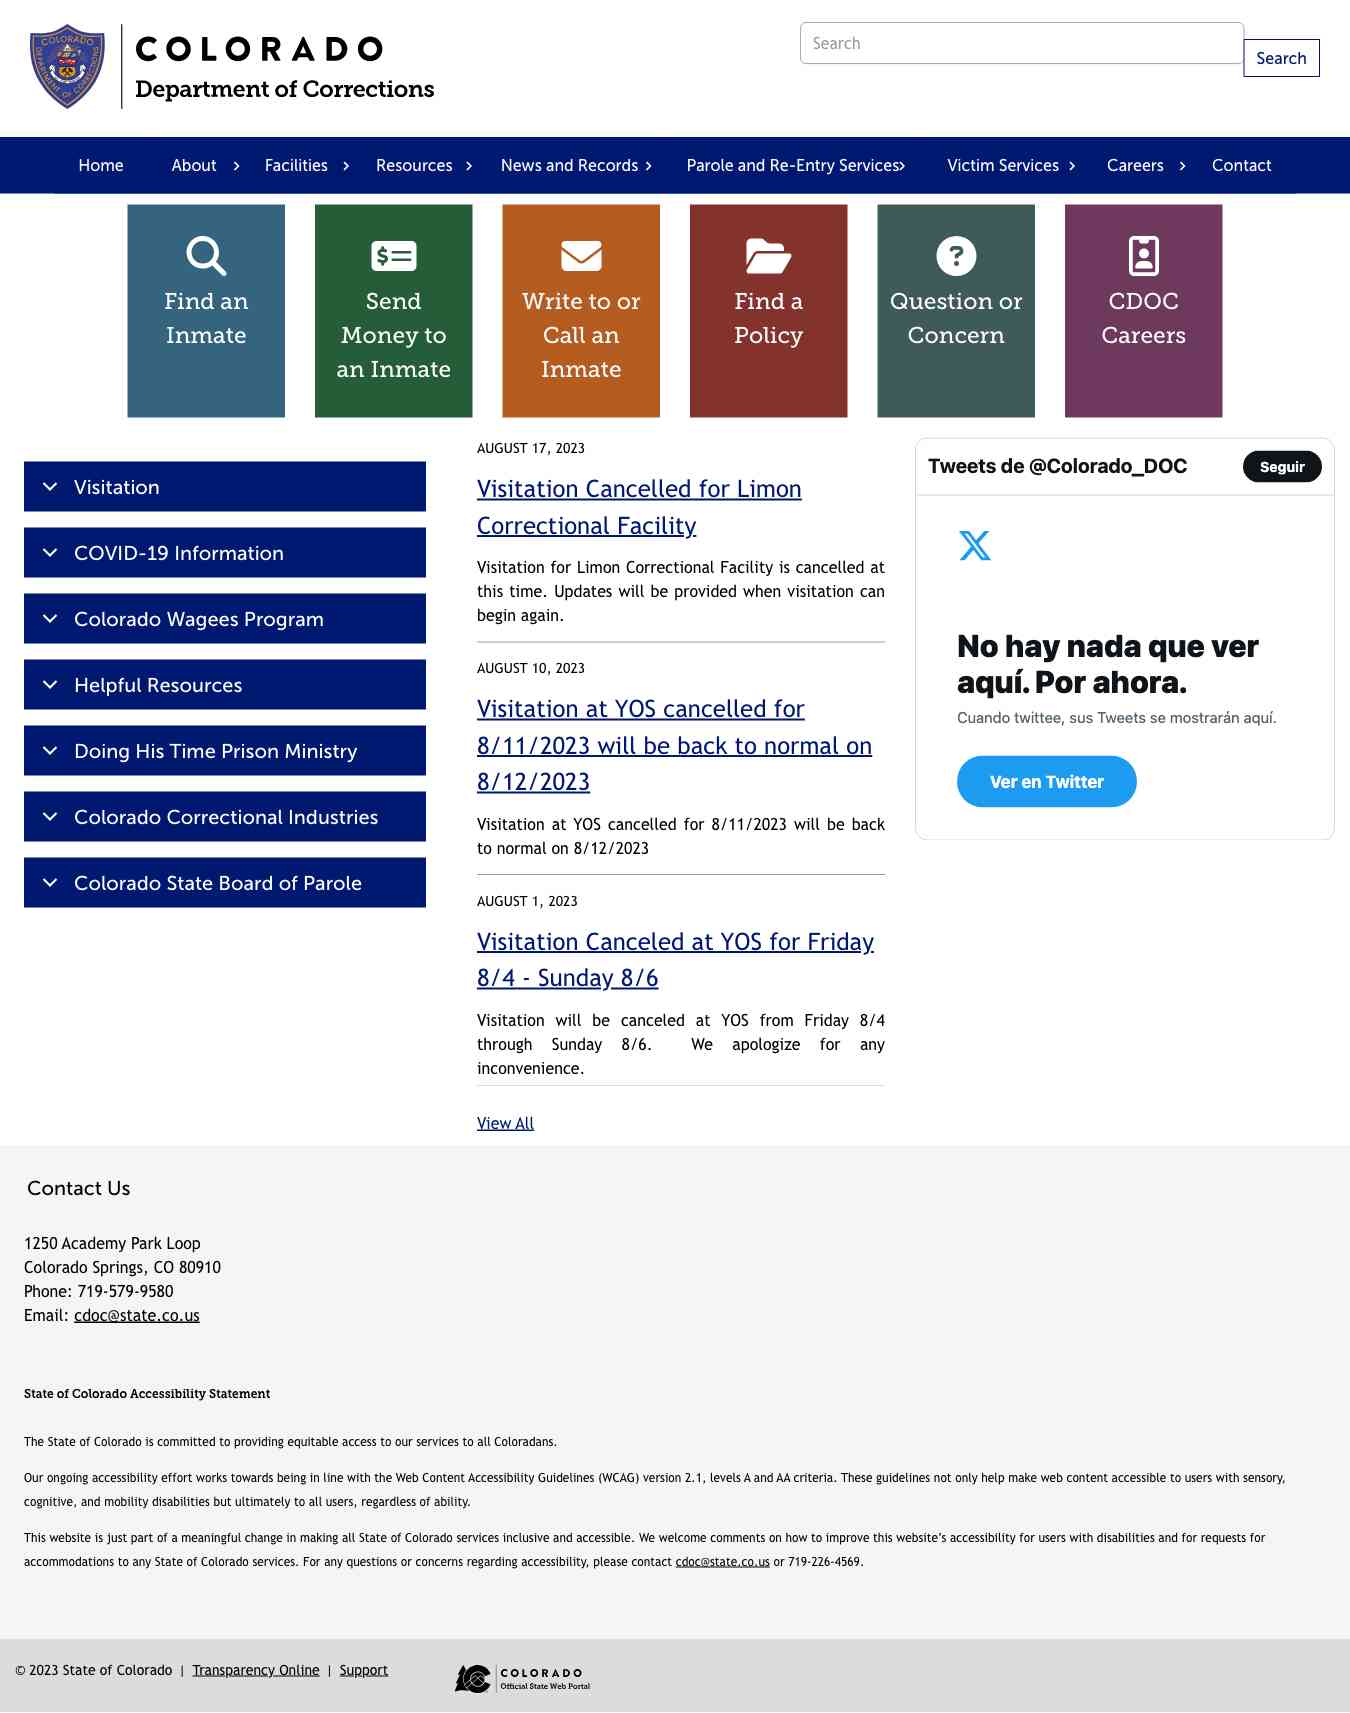 COLORADO
Department of Corrections
Search
Search
Home About Facilities Resources News and Records Parole and Re-Entry Services Victim Services Careers Contact
Find an
Inmate
Send
Money to
an Inmate
Write to or
Call an
Inmate
Find a
Policy
Question or
Concern
CDOC
Careers
Visitation
COVID-19 Information
Colorado Wagees Program
Helpful Resources
Doing His Time Prison Ministry
Colorado Correctional Industries
Colorado State Board of Parole
AUGUST 17, 2023
Visitation Cancelled for Limon
Correctional Facility
Visitation for Limon Correctional Facility is cancelled at
this time. Updates will be provided when visitation can
begin again.
AUGUST 10, 2023
Visitation at YOS cancelled for
8/11/2023 will be back to normal on
8/12/2023
Visitation at YOS cancelled for 8/11/2023 will be back
to normal on 8/12/2023
AUGUST 1, 2023
Visitation Canceled at YOS for Friday
8/4 - Sunday 8/6
Visitation will be canceled at YOS from Friday 8/4
through Sunday 8/6. We apologize for any
inconvenience.
View All
Tweets de @Colorado_DOC
Seguir
No hay nada que ver
aquí. Por ahora.
Cuando twittee, sus Tweets se mostrarán aquí.
Ver en Twitter
Contact Us
1250 Academy Park Loop
Colorado Springs, CO 80910
Phone: 719-579-9580
Email: cdoc@state.co.us
State of Colorado Accessibility Statement
The State of Colorado is committed to providing equitable access to our services to all Coloradans.
Our ongoing accessibility effort works towards being in line with the Web Content Accessibility Guidelines (WCAG) version 2.1, levels A and AA criteria. These guidelines not only help make web content accessible to users with sensory,
cognitive, and mobility disabilities but ultimately to all users, regardless of ability.
This website is just part of a meaningful change in making all State of Colorado services inclusive and accessible. We welcome comments on how to improve this website's accessibility for users with disabilities and for requests for
accommodations to any State of Colorado services. For any questions or concerns regarding accessibility, please contact cdoc@state.co.us or 719-226-4569.
© 2023 State of Colorado | Transparency Online | Support
COLORADO
Official State Web Portal